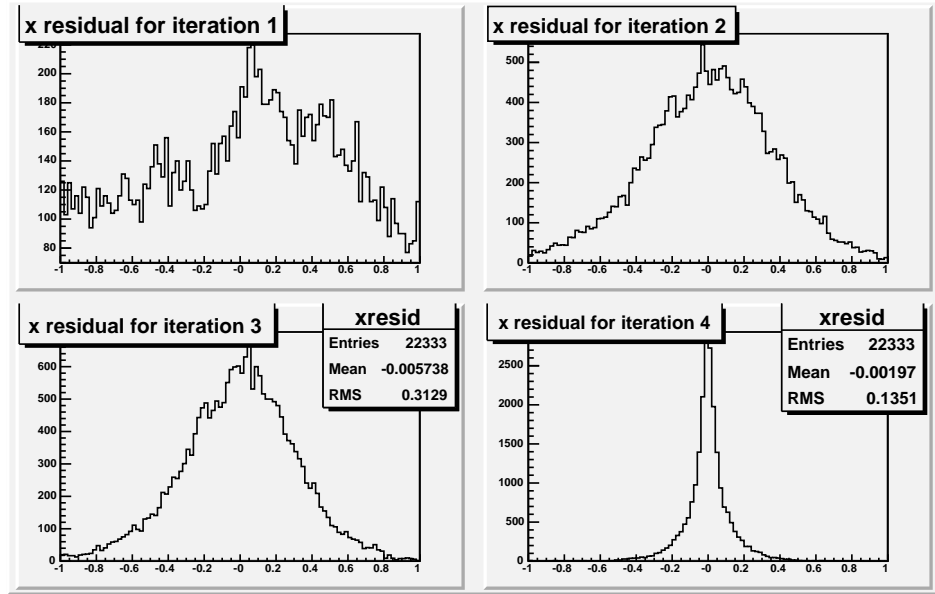 x residual for iteration 1
220
200
180
160
140
120
100
80
-1 -0.8 -0.6 -0.4 -0.2 -0 0.2 0.4 0.6 0.8 1
x residual for iteration 2
500
400
300
200
100
0
-1 -0.8 -0.6 -0.4 -0.2 -0 0.2 0.4 0.6 0.8 1
x residual for iteration 3
xresid
Entries 22333
Mean -0.005738
RMS 0.3129
600
500
400
300
200
100
0
-1 -0.8 -0.6 -0.4 -0.2 -0 0.2 0.4 0.6 0.8 1
x residual for iteration 4
xresid
Entries 22333
Mean -0.00197
RMS 0.1351
2500
2000
1500
1000
500
0
-1 -0.8 -0.6 -0.4 -0.2 -0 0.2 0.4 0.6 0.8 1